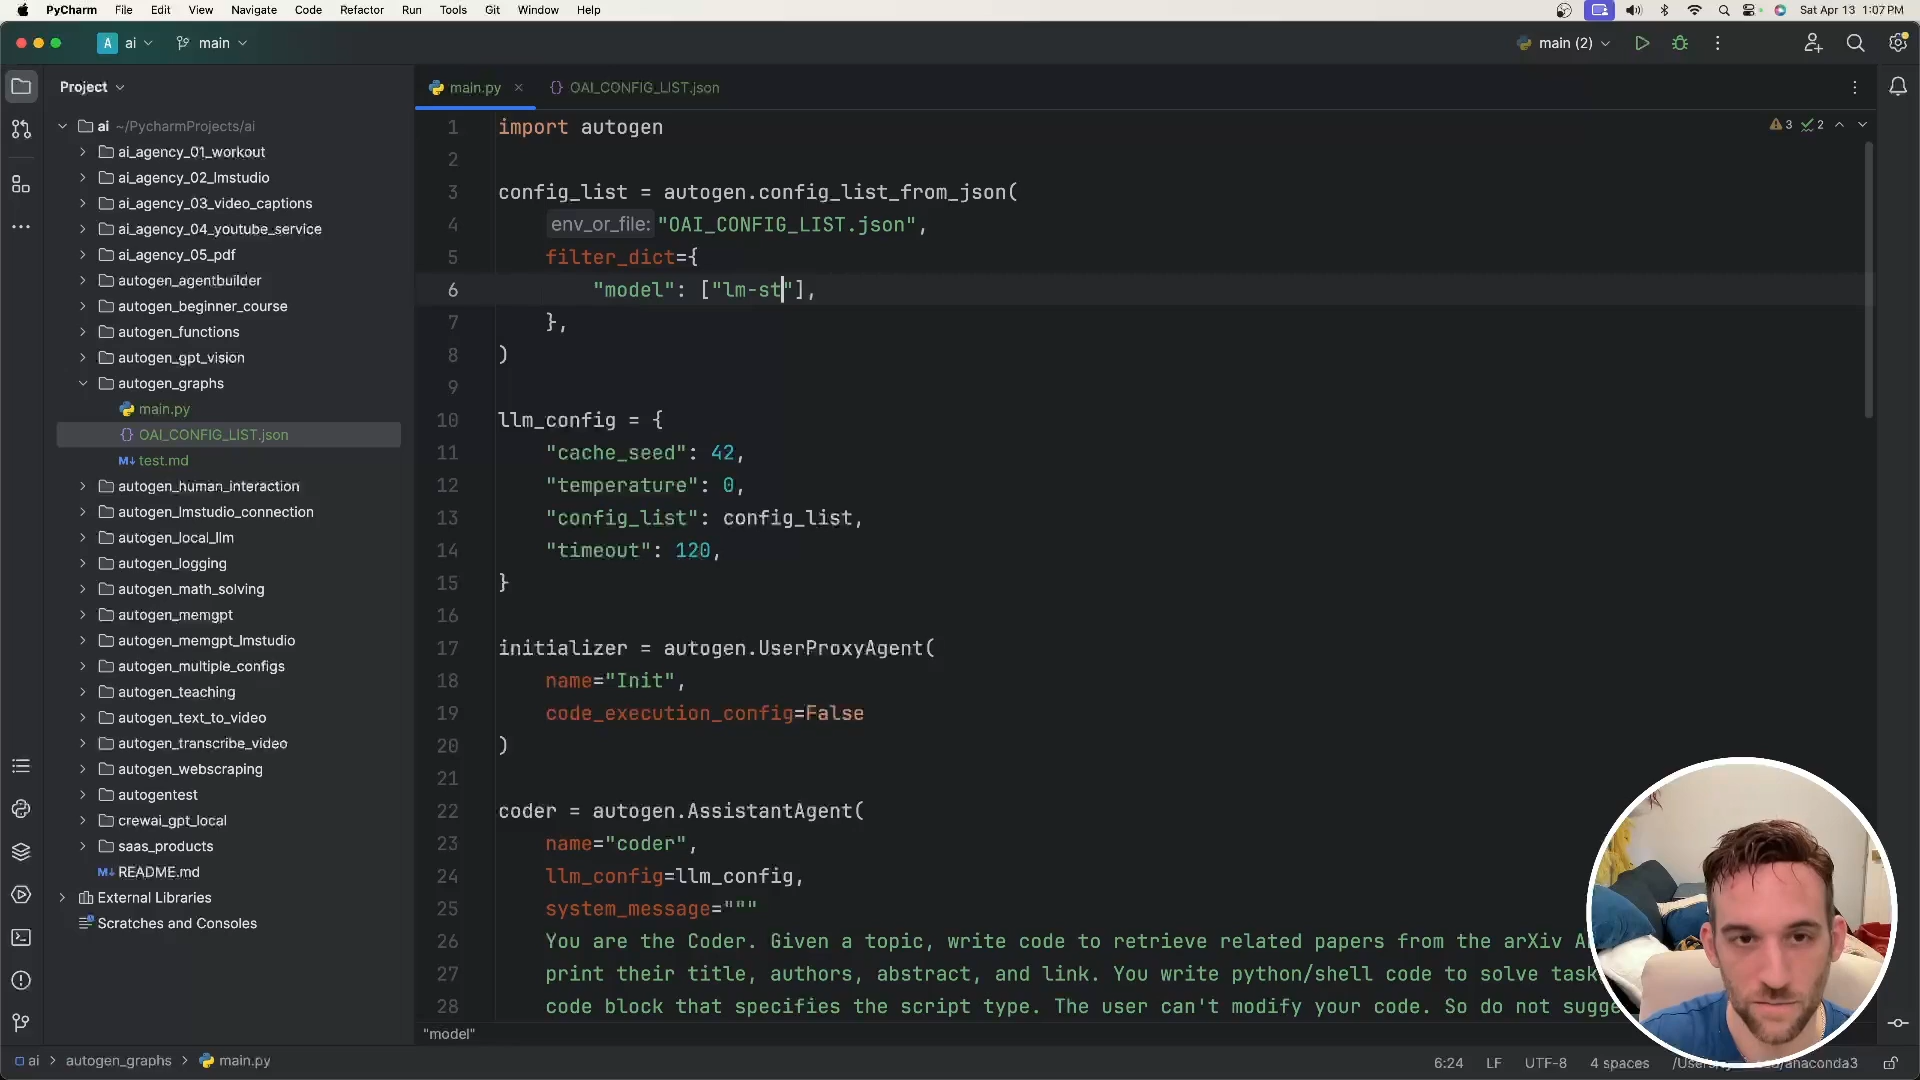 PyCharm File Edit View Navigate Code Refactor Run Tools Git Window Help Sat Apr 13 1:07 PM
A ai main main (2)
Project
ai ~/PycharmProjects/ai
ai_agency_01_workout
ai_agency_02_lmstudio
ai_agency_03_video_captions
ai_agency_04_youtube_service
ai_agency_05_pdf
autogen_agentbuilder
autogen_beginner_course
autogen_functions
autogen_gpt_vision
autogen_graphs
main.py
OAI_CONFIG_LIST.json
test.md
autogen_human_interaction
autogen_lmstudio_connection
autogen_local_llm
autogen_logging
autogen_math_solving
autogen_memgpt
autogen_memgpt_lmstudio
autogen_multiple_configs
autogen_teaching
autogen_text_to_video
autogen_transcribe_video
autogen_webscraping
autogentest
crewai_gpt_local
saas_products
README.md
External Libraries
Scratches and Consoles
main.py OAI_CONFIG_LIST.json
3 2
1 import autogen
2
3 config_list = autogen.config_list_from_json(
4 env_or_file: "OAI_CONFIG_LIST.json",
5 filter_dict={
6 "model": ["lm-st"],
7 },
8 )
9
10 llm_config = {
11 "cache_seed": 42,
12 "temperature": 0,
13 "config_list": config_list,
14 "timeout": 120,
15 }
16
17 initializer = autogen.UserProxyAgent(
18 name="Init",
19 code_execution_config=False
20 )
21
22 coder = autogen.AssistantAgent(
23 name="coder",
24 llm_config=llm_config,
25 system_message="""
26 You are the Coder. Given a topic, write code to retrieve related papers from the arXiv
27 print their title, authors, abstract, and link. You write python/shell code to solve task
28 code block that specifies the script type. The user can't modify your code. So do not sugge
"model"
ai > autogen_graphs > main.py 6:24 LF UTF-8 4 spaces /Users anaconda3